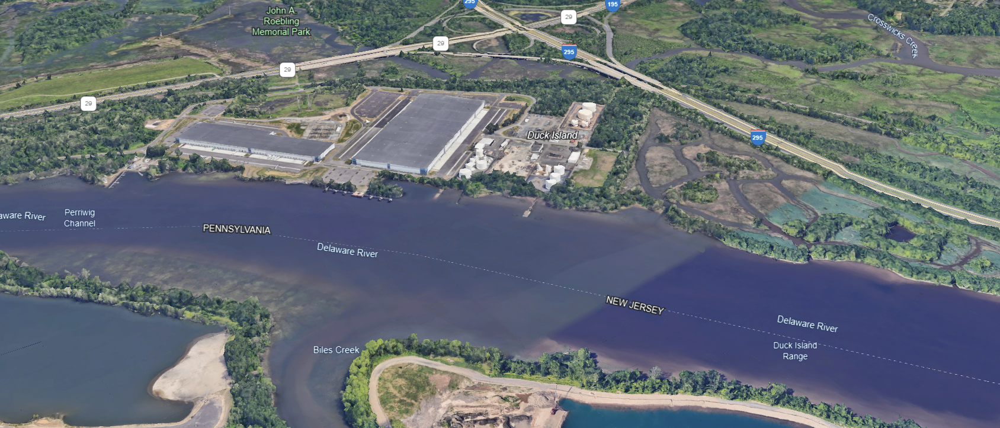 295
195
John A.
Roebling
Memorial Park
29
Crosswicks Creek
29
295
29
29
Duck Island
295
aware River
Perriwig
Channel
PENNSYLVANIA
Delaware River
NEW JERSEY
Delaware River
Biles Creek
Duck Island
Range